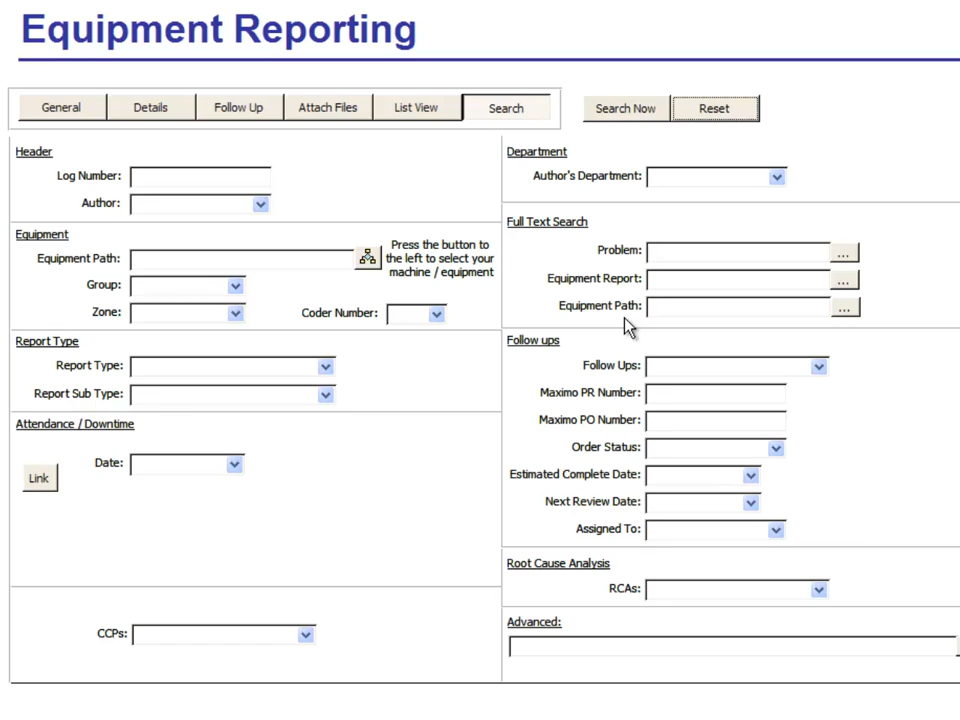 Equipment Reporting
General Details Follow Up Attach Files List View Search Search Now Reset
Header
Log Number:
Author:
Equipment
Equipment Path:
Press the button to
the left to select your
machine / equipment
Group:
Zone:
Coder Number:
Report Type
Report Type:
Report Sub Type:
Attendance / Downtime
Date:
Link
CCPs:
Department
Author's Department:
Full Text Search
Problem:
...
Equipment Report:
...
Equipment Path:
...
Follow ups
Follow Ups:
Maximo PR Number:
Maximo PO Number:
Order Status:
Estimated Complete Date:
Next Review Date:
Assigned To:
Root Cause Analysis
RCAs:
Advanced: